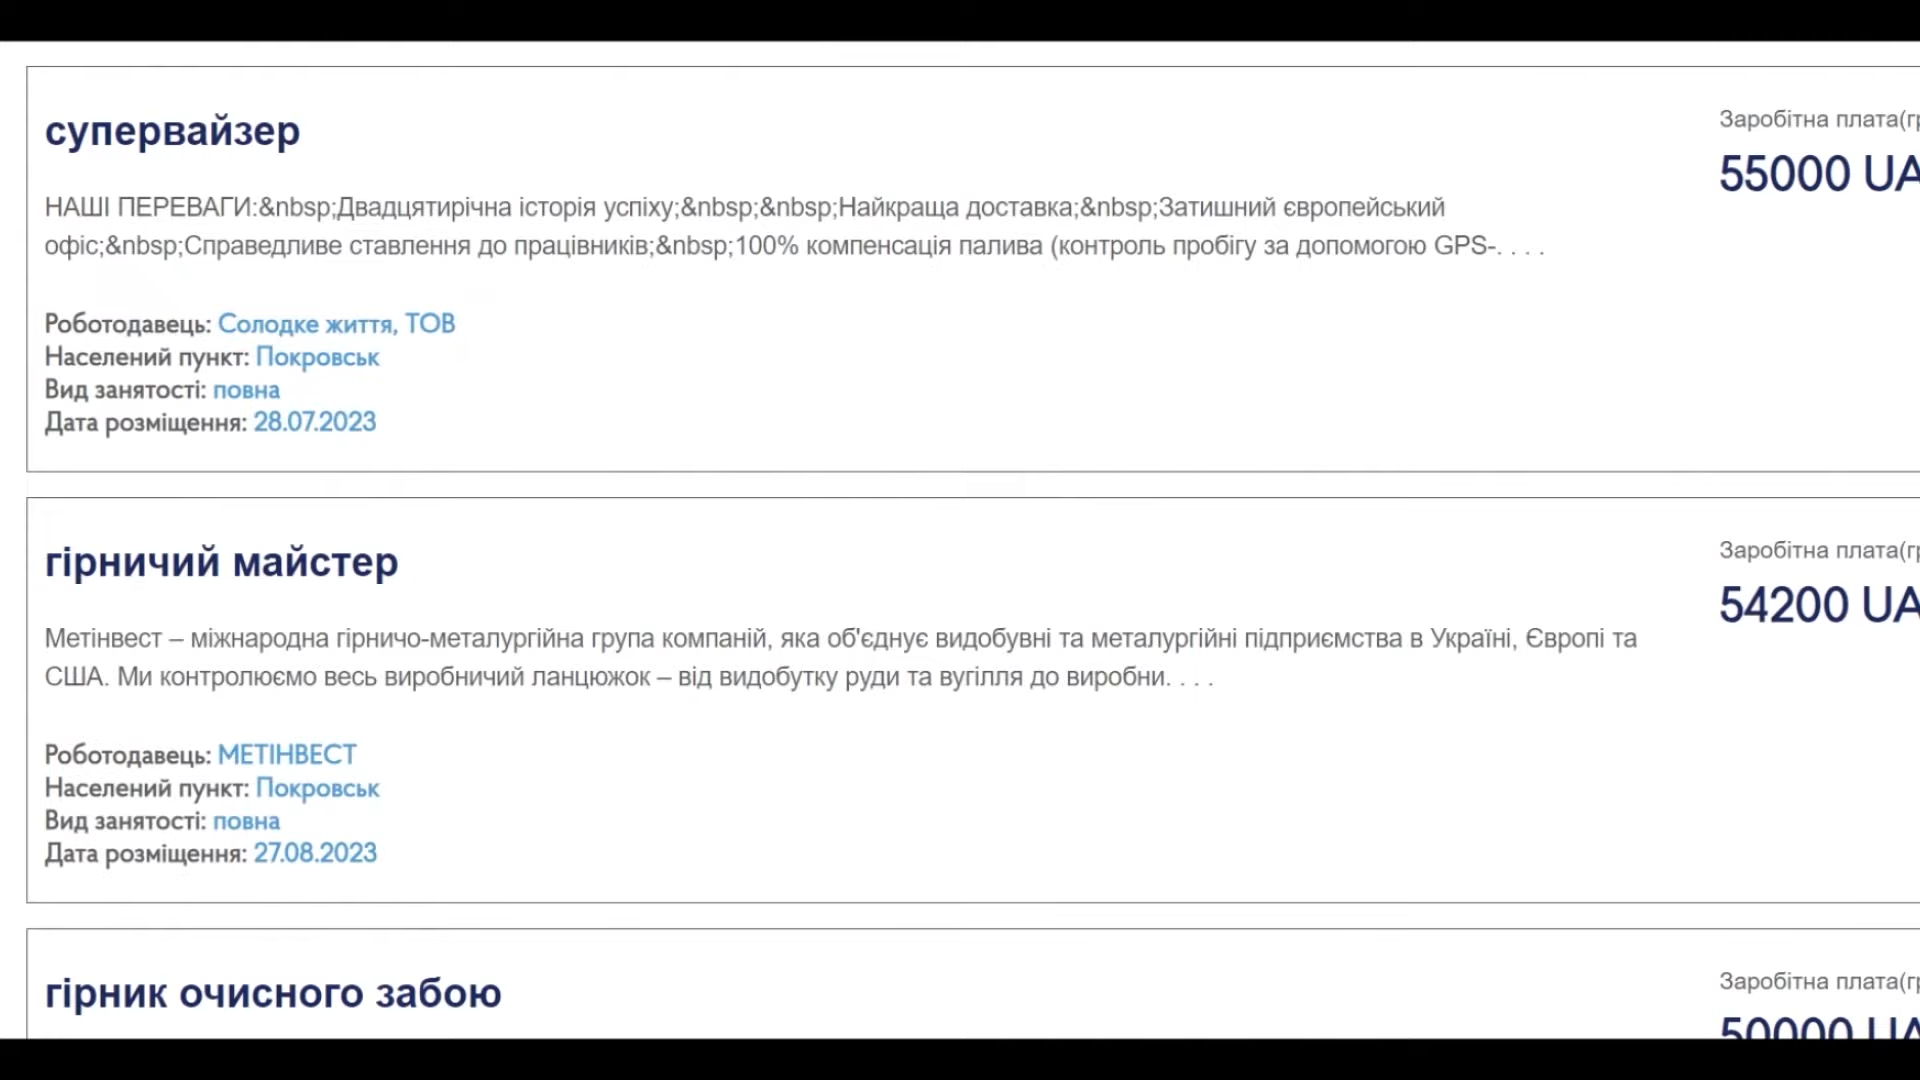 супервайзер
Заробітна плата(гр
55000 UA
НАШІ ПЕРЕВАГИ:&nbsp;Двадцятирічна історія успіху;&nbsp;&nbsp;Найкраща доставка;&nbsp;Затишний європейський
офіс;&nbsp;Справедливе ставлення до працівників;&nbsp;100% компенсація палива (контроль пробігу за допомогою GPS-. . . .
Роботодавець: Солодке життя, ТОВ
Населений пункт: Покровськ
Вид занятості: повна
Дата розміщення: 28.07.2023
гірничий майстер
Заробітна плата(гр
54200 UA
Метінвест – міжнародна гірничо-металургійна група компаній, яка об'єднує видобувні та металургійні підприємства в Україні, Європі та
США. Ми контролюємо весь виробничий ланцюжок – від видобутку руди та вугілля до виробни. . . .
Роботодавець: МЕТІНВЕСТ
Населений пункт: Покровськ
Вид занятості: повна
Дата розміщення: 27.08.2023
гірник очисного забою
Заробітна плата(гр
50000 UA